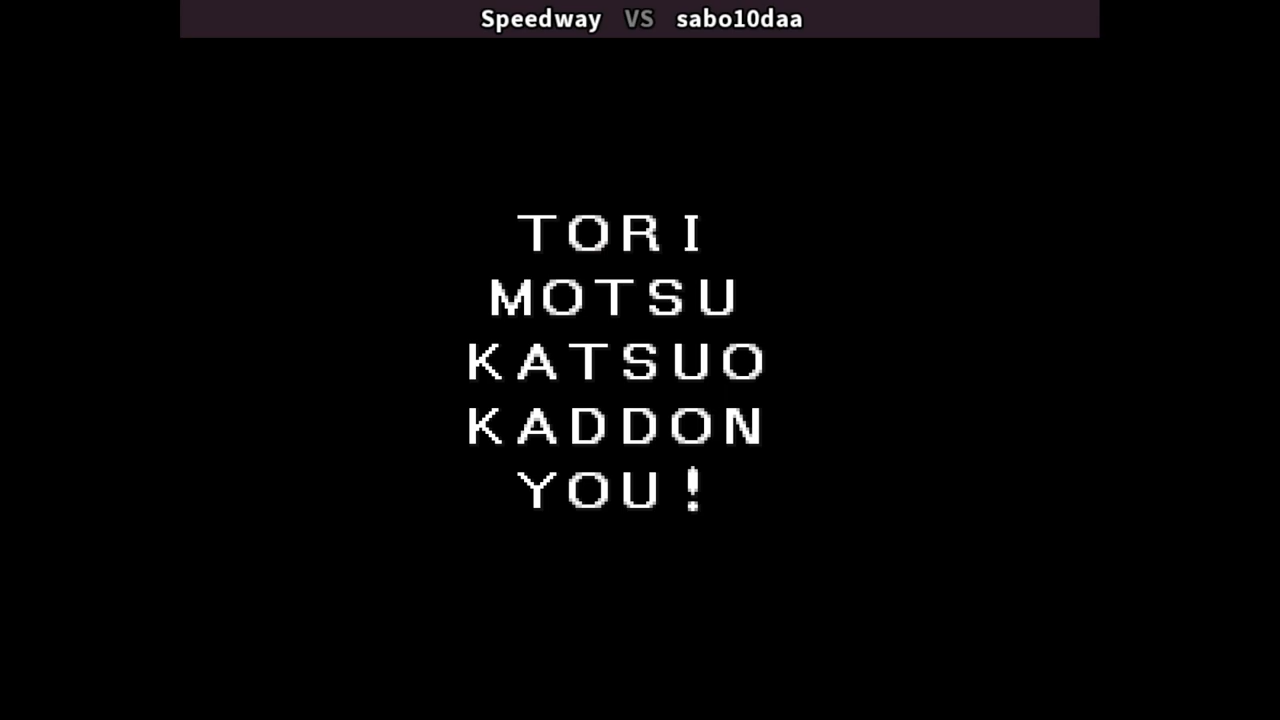 Speedway VS sabo10daa
TORI
MOTSU
KATSUO
KADDON
YOU!